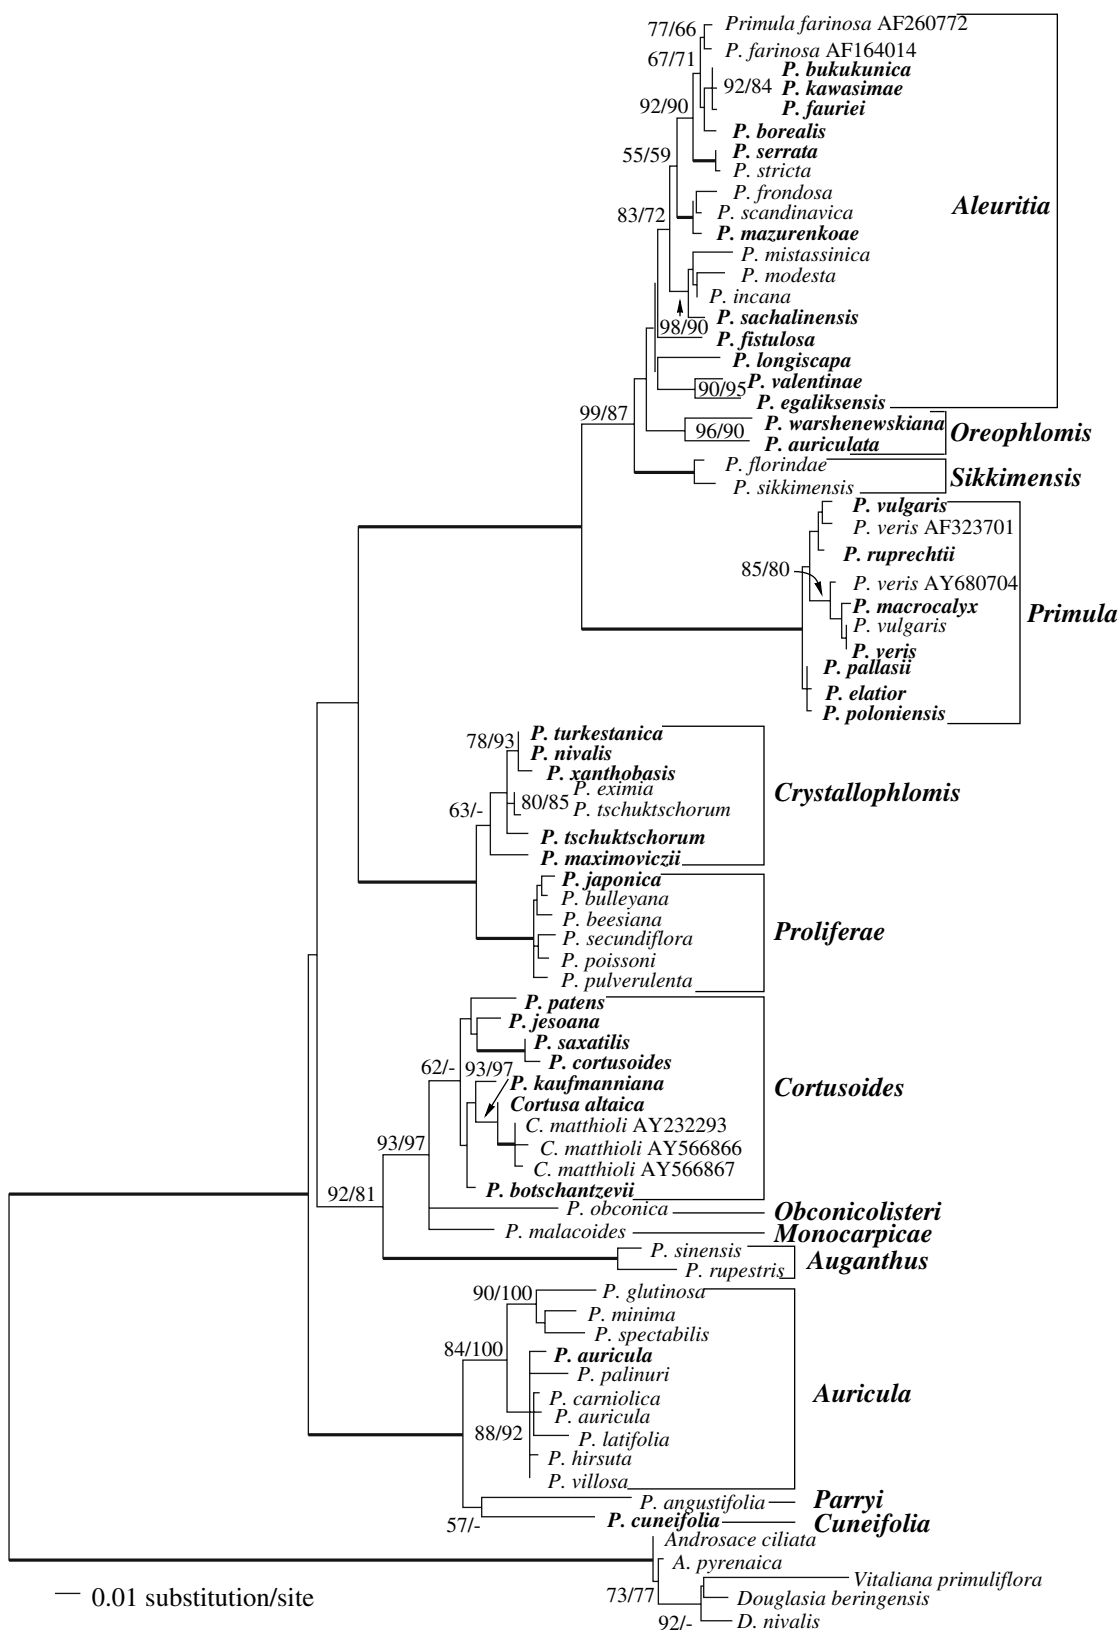 77/66
Primula farinosa AF260772
P. farinosa AF164014
67/71
P. bukukunica
92/84
P. kawasimae
P. fauriei
92/90
P. borealis
P. serrata
55/59
P. stricta
P. frondosa
Aleuritia
83/72
P. scandinavica
P. mazurenkoae
P. mistassinica
P. modesta
P. incana
P. sachalinensis
98/90
P. fistulosa
P. longiscapa
90/95
P. valentinae
P. egaliksensis
99/87
P. warshenewskiana
96/90
Oreophlomis
P. auriculata
P. florindae
Sikkimensis
P. sikkimensis
P. vulgaris
P. veris AF323701
P. ruprechtii
85/80
P. veris AY680704
P. macrocalyx
Primula
P. vulgaris
P. veris
P. pallasii
P. elatior
P. poloniensis
P. turkestanica
78/93
P. nivalis
P. xanthobasis
P. eximia
Crystallophlomis
80/85
63/-
P. tschuktschorum
P. tschuktschorum
P. maximoviczii
P. japonica
P. bulleyana
P. beesiana
Proliferae
P. secundiflora
P. poissoni
P. pulverulenta
P. patens
P. jesoana
P. saxatilis
P. cortusoides
62/-
93/97
P. kaufmanniana
Cortusoides
Cortusa altaica
C. matthioli AY232293
93/97
C. matthioli AY566866
C. matthioli AY566867
92/81
P. botschantzevii
P. obconica
Obconicolisteri
P. malacoides
Monocarpicae
P. sinensis
Auganthus
P. rupestris
90/100
P. glutinosa
P. minima
P. spectabilis
84/100
P. auricula
P. palinuri
Auricula
P. carniolica
P. auricula
88/92
P. latifolia
P. hirsuta
P. villosa
P. angustifolia
Parryi
57/-
P. cuneifolia
Cuneifolia
Androsace ciliata
A. pyrenaica
Vitaliana primuliflora
73/77
Douglasia beringensis
92/-
D. nivalis
0.01 substitution/site